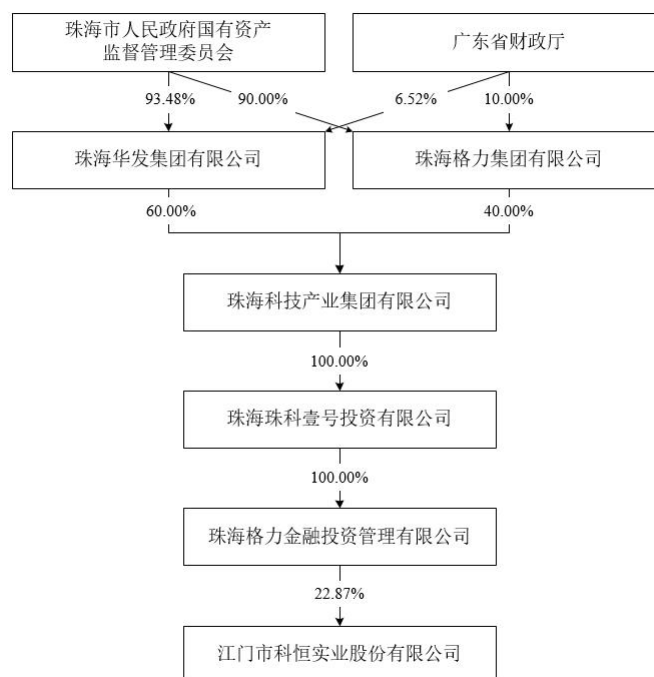 珠海市人民政府国有资产
监督管理委员会
广东省财政厅
93.48%
90.00%
6.52%
10.00%
珠海华发集团有限公司
珠海格力集团有限公司
60.00%
40.00%
珠海科技产业集团有限公司
100.00%
珠海珠科壹号投资有限公司
100.00%
珠海格力金融投资管理有限公司
22.87%
江门市科恒实业股份有限公司